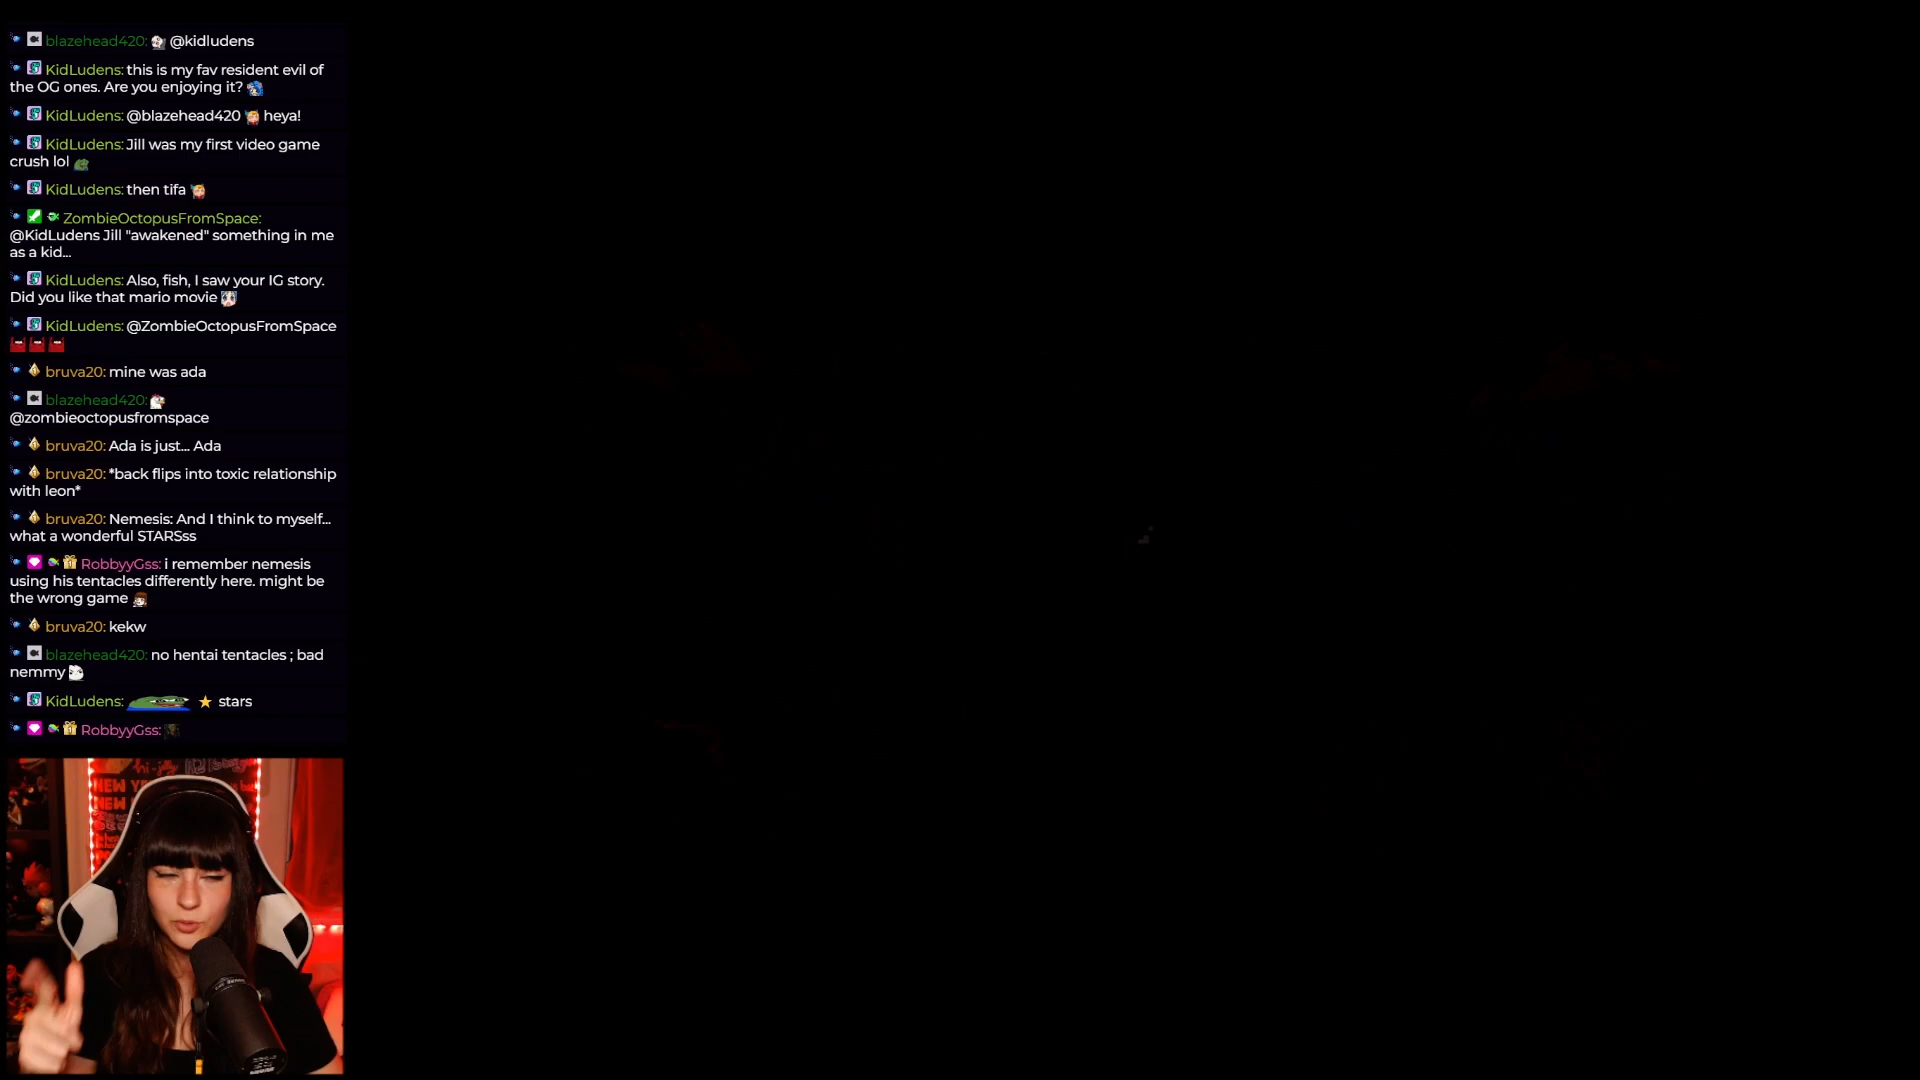 blazehead420: @kidludens
KidLudens: this is my fav resident evil of
the OG ones. Are you enjoying it?
KidLudens: @blazehead420 heya!
KidLudens: Jill was my first video game
crush lol
KidLudens: then tifa
ZombieOctopusFromSpace:
@KidLudens Jill "awakened" something in me
as a kid...
KidLudens: Also, fish, I saw your IG story.
Did you like that mario movie
KidLudens: @ZombieOctopusFromSpace
bruva20: mine was ada
blazehead420:
@zombieoctopusfromspace
bruva20: Ada is just... Ada
bruva20: *back flips into toxic relationship
with leon*
bruva20: Nemesis: And I think to myself...
what a wonderful STARSss
RobbyyGss: i remember nemesis
using his tentacles differently here. might be
the wrong game
bruva20: kekw
blazehead420: no hentai tentacles ; bad
nemmy
KidLudens: stars
RobbyyGss:
hi-
NEW
NEW